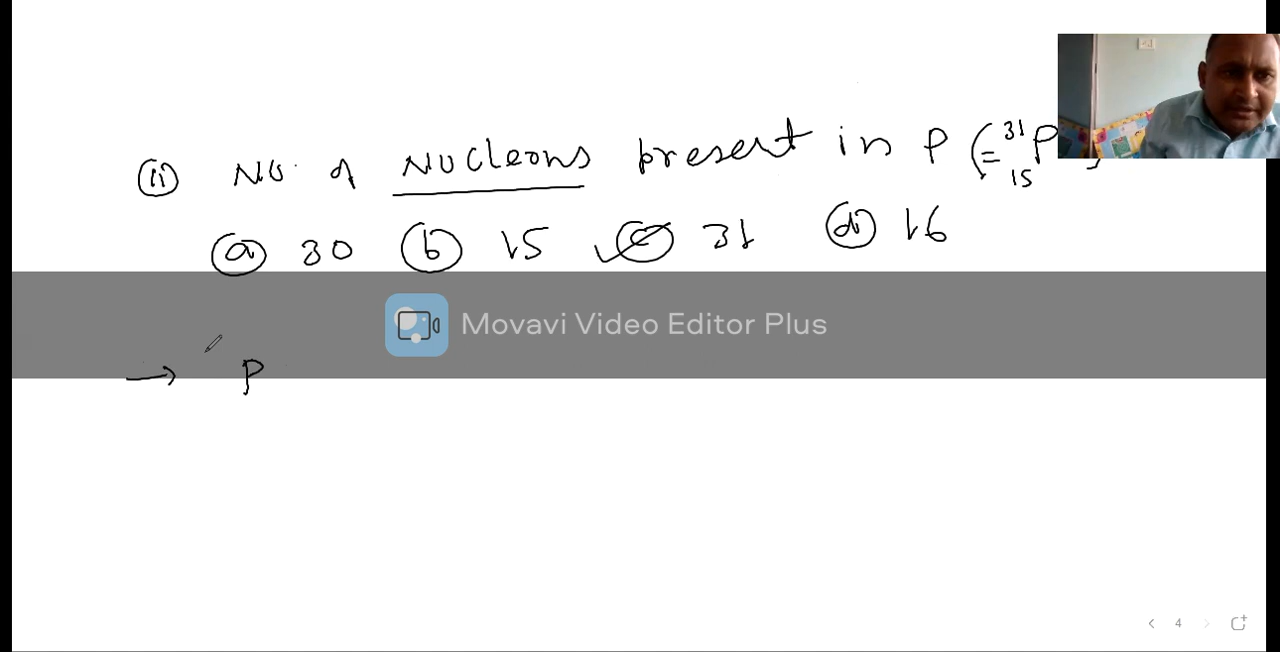 (ii) No. of Nucleons present in P (= ³¹₁₅P
(a) 30 (b) 15 (c) 31 (d) 16
Movavi Video Editor Plus
→ P
4